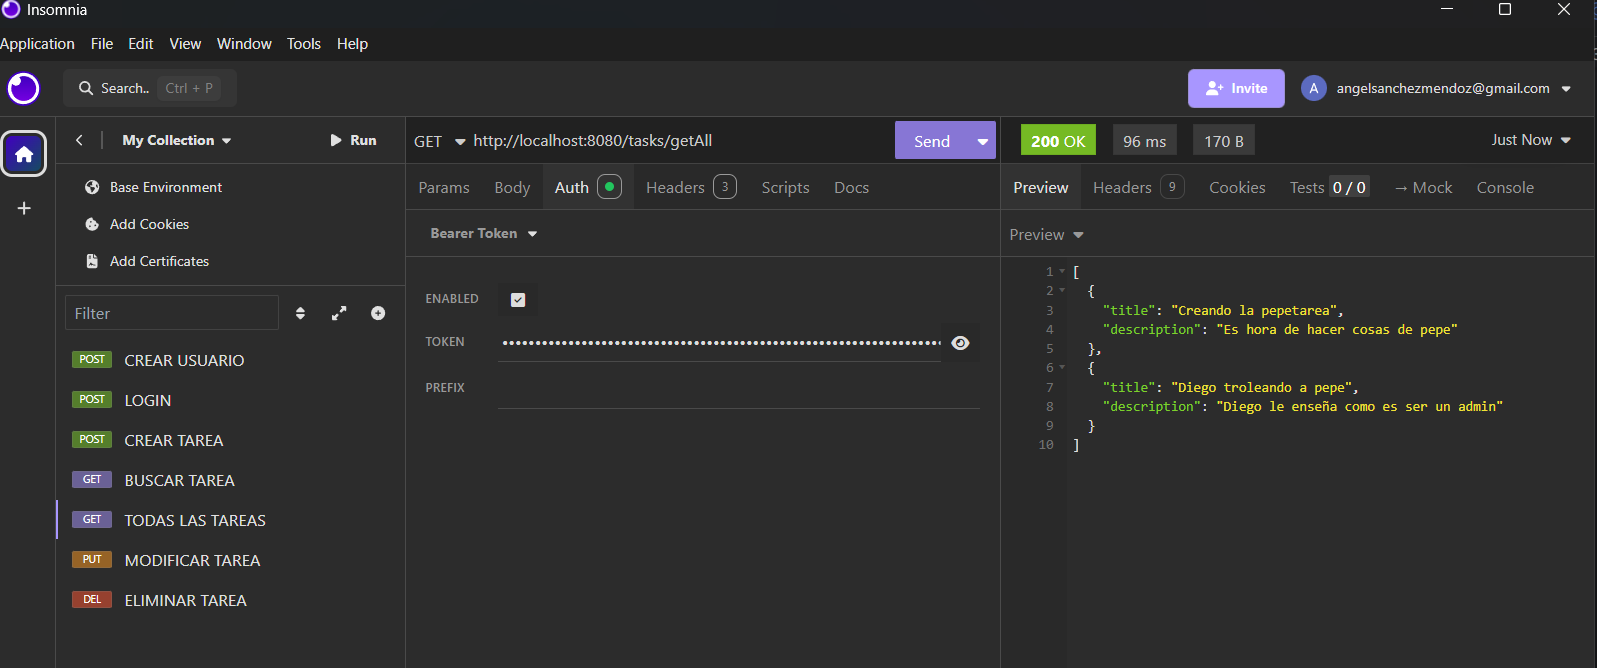 Insomnia
Application File Edit View Window Tools Help
Search.. Ctrl + P
Invite
A angelsanchezmendoz@gmail.com
My Collection
Run
Base Environment
Add Cookies
Add Certificates
Filter
POST CREAR USUARIO
POST LOGIN
POST CREAR TAREA
GET BUSCAR TAREA
GET TODAS LAS TAREAS
PUT MODIFICAR TAREA
DEL ELIMINAR TAREA
GET http://localhost:8080/tasks/getAll
Send
Params Body Auth Headers 3 Scripts Docs
Bearer Token
ENABLED
TOKEN ••••••••••••••••••••••••••••••••••••••••••••••••••••••••••••••••••
PREFIX
200 OK 96 ms 170 B
Just Now
Preview Headers 9 Cookies Tests 0 / 0 → Mock Console
Preview
1 [
2 {
3 "title": "Creando la pepetarea",
4 "description": "Es hora de hacer cosas de pepe"
5 },
6 {
7 "title": "Diego troleando a pepe",
8 "description": "Diego le enseña como es ser un admin"
9 }
10 ]